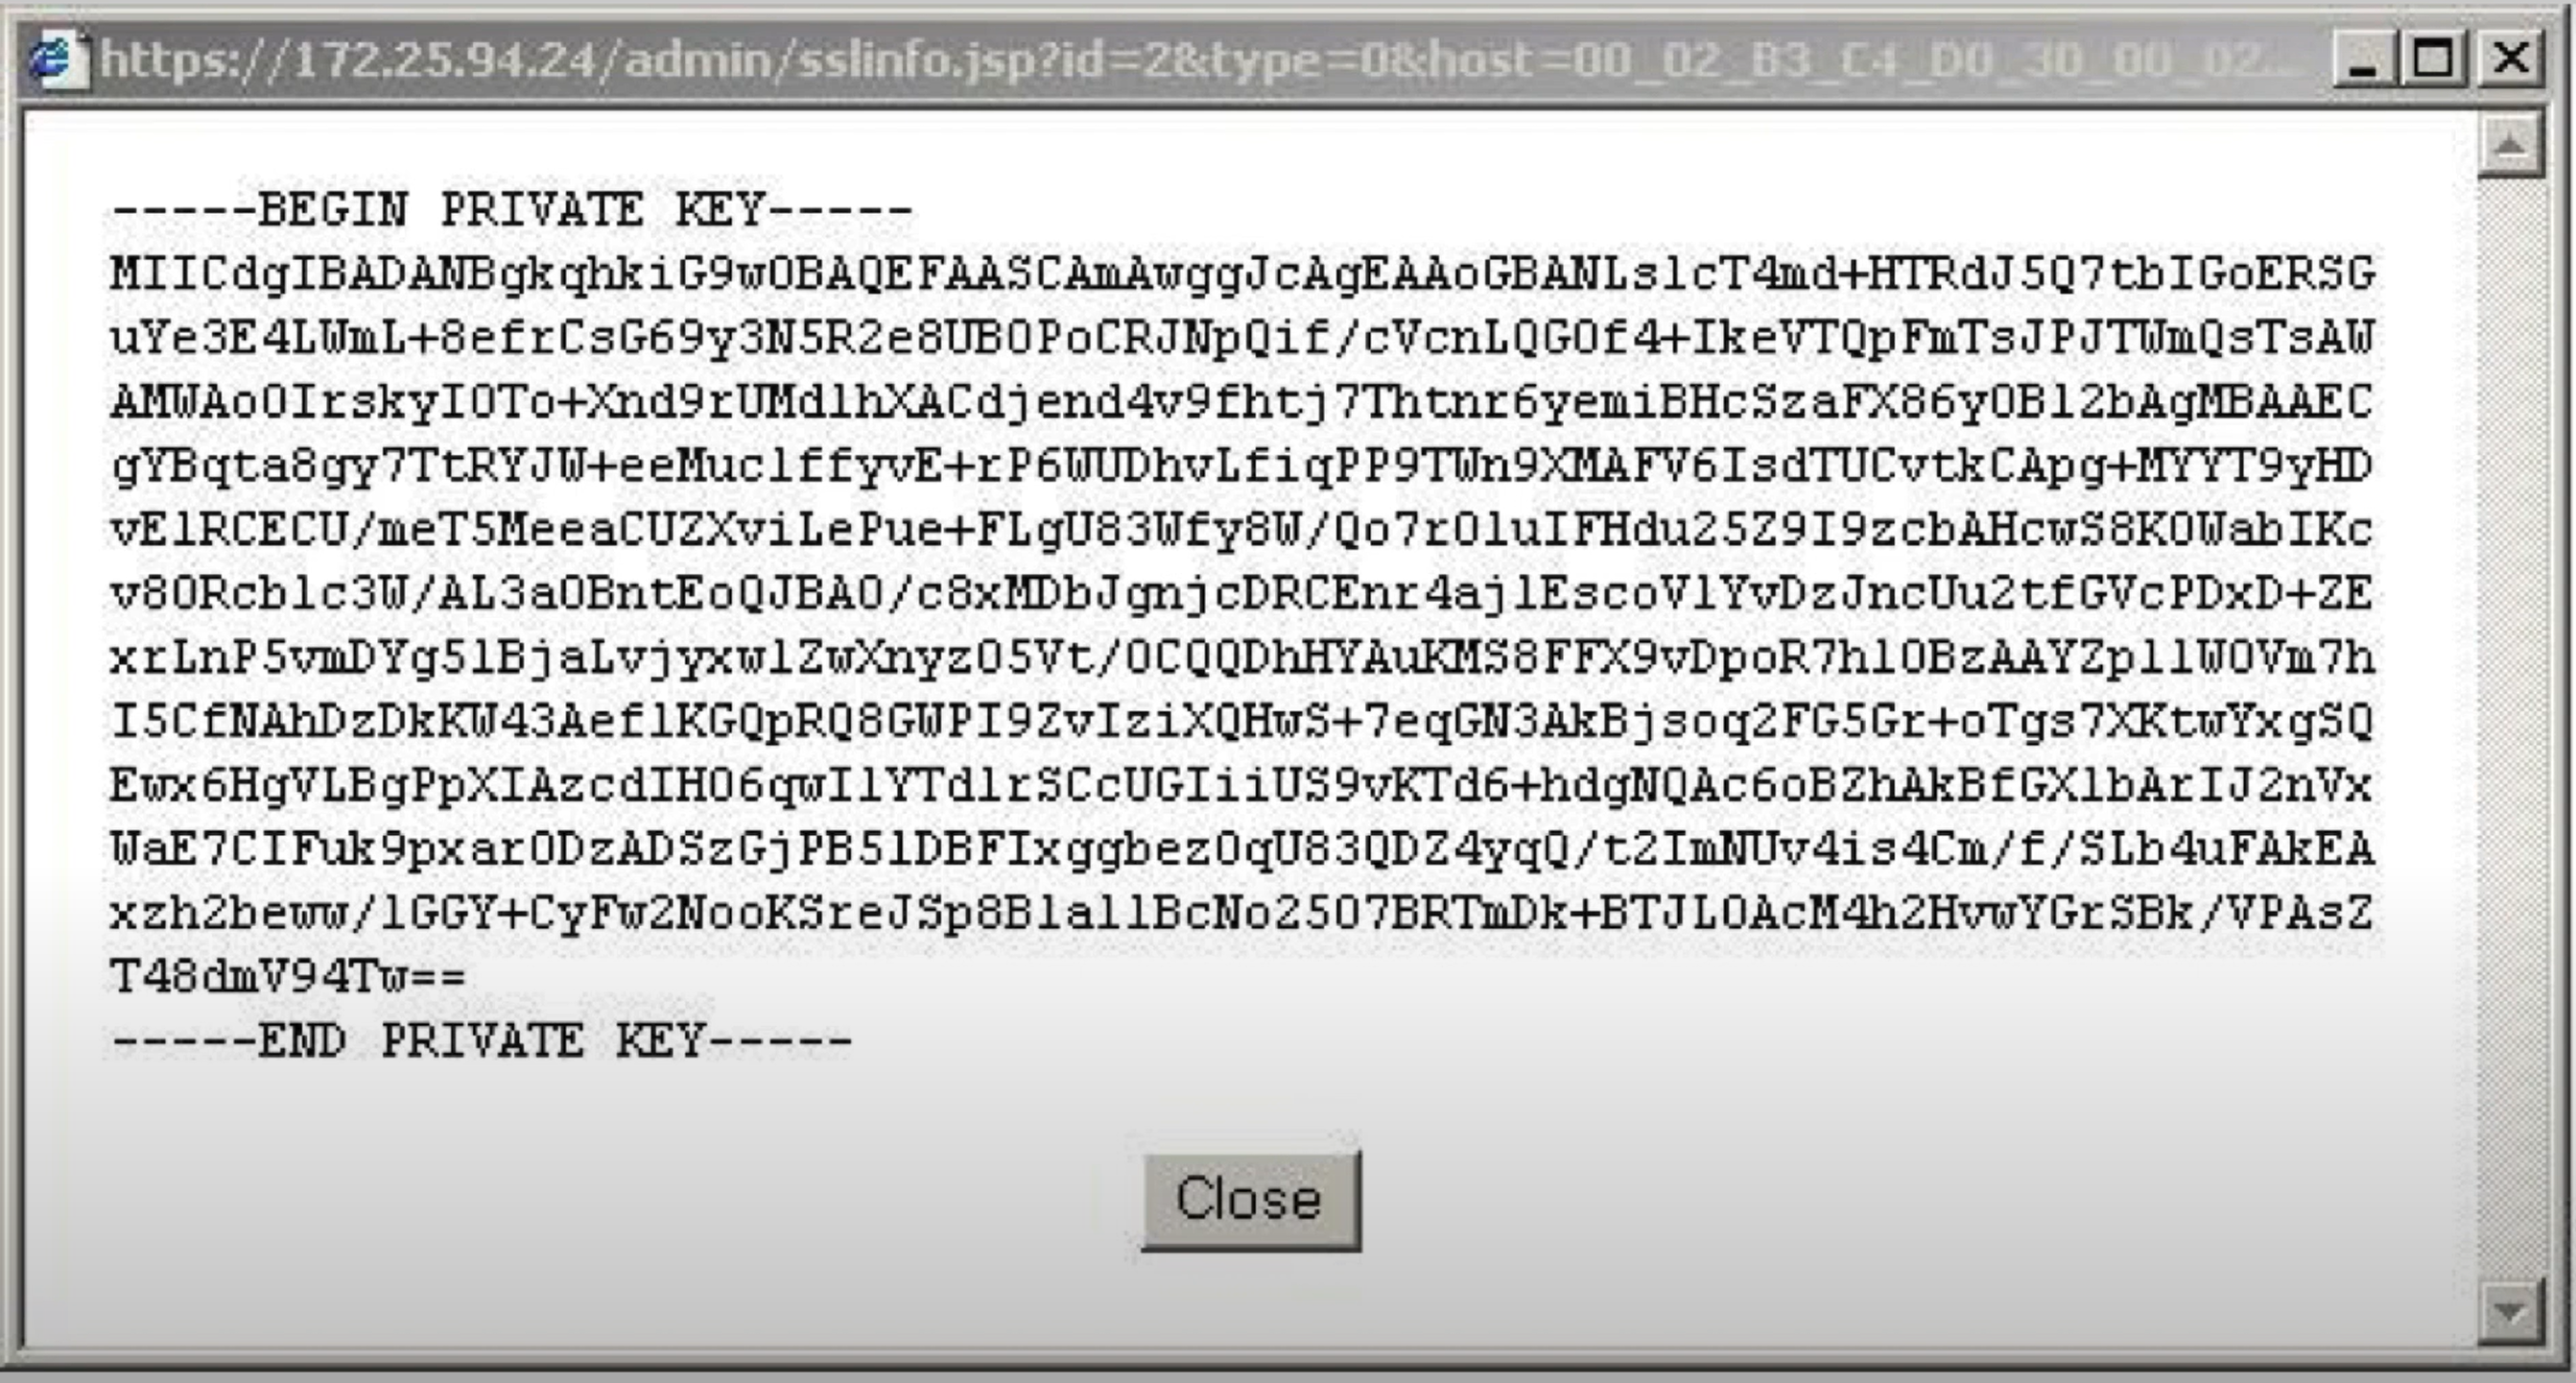 https://172.25.94.24/admin/sslinfo.jsp?id=2&type=0&host=00_02_B3_C4_D0_30_00_02...
-----BEGIN PRIVATE KEY-----
MIICdgIBADANBgkqhkiG9w0BAQEFAASCAmAwggJcAgEAAoGBANLslcT4md+HTRdJ5Q7tbIGoERSG
uYe3E4LWmL+8efrCsG69y3N5R2e8UB0PoCRJNpQif/cVcnLQG0f4+IkeVTQpFmTsJPJTWmQsTsAW
AMWAo0IrskyI0To+Xnd9rUMdlhXACdjend4v9fhtj7Thtnr6yemiBHcSzaFX86y0Bl2bAgMBAAEC
gYBqta8gy7TtRYJW+eeMuclffyvE+rP6WUDhvLfiqPP9TWn9XMAFV6IsdTUCvtkCApg+MYYT9yHD
vElRCECU/meT5MeeaCUZXviLePue+FLgU83Wfy8W/Qo7r0luIFHdu25Z9I9zcbAHcwS8K0WabIKc
v80Rcblc3W/AL3a0BntEoQJBAO/c8xMDbJgnjcDRCEnr4ajlEscoVlYvDzJncUu2tfGVcPDxD+ZE
xrLnP5vmDYg5lBjaLvjyxwlZwXnyz05Vt/0CQQDhHYAuKMS8FFX9vDpoR7hl0BzAAYZpllW0Vm7h
I5CfNAhDzDkKW43AeflKGQpRQ8GWPI9ZvIziXQHwS+7eqGN3AkBjsoq2FG5Gr+oTgs7XKtwYxgSQ
Ewx6HgVLBgPpXIAzcdIH06qwIlYTdlrSCcUGIiiUS9vKTd6+hdgNQAc6oBZhAkBfGXlbArIJ2nVx
WaE7CIFuk9pxar0DzADSzGjPB5lDBFIxggbez0qU83QDZ4yqQ/t2ImNUv4is4Cm/f/SLb4uFAkEA
xzh2beww/lGGY+CyFw2NooKSreJSp8BlallBcNo2507BRTmDk+BTJL0AcM4h2HvwYGrSBk/VPAsZ
T48dmV94Tw==
-----END PRIVATE KEY-----
Close